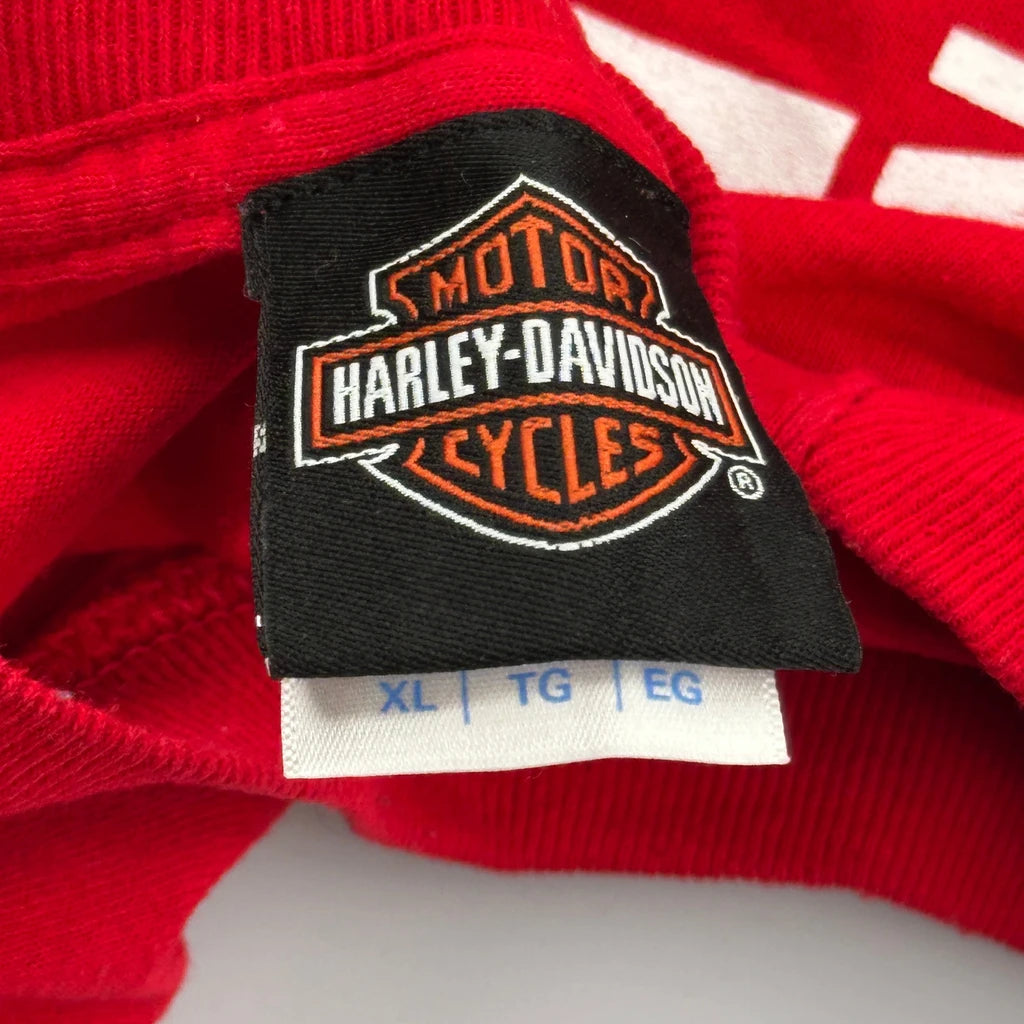 MOTOR
HARLEY-DAVIDSON
CYCLES
®
XL | TG | EG